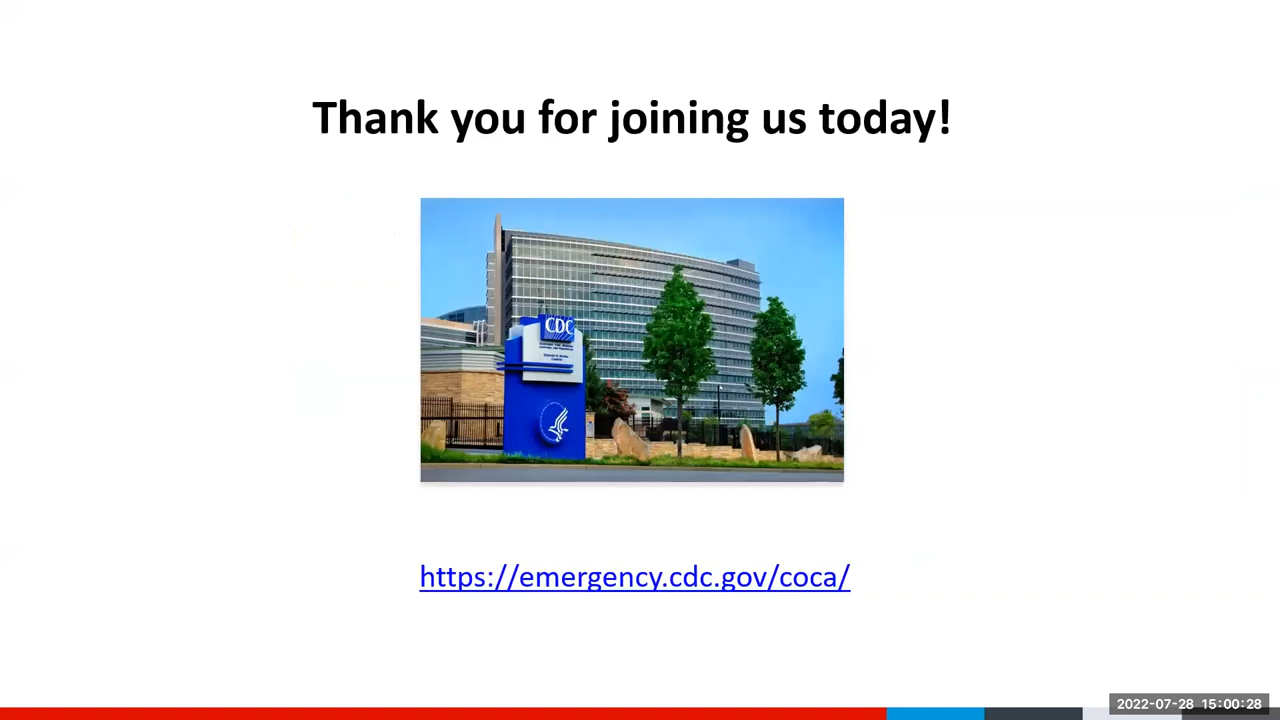 Thank you for joining us today!
CDC
https://emergency.cdc.gov/coca/
2022-07-28 15:00:28